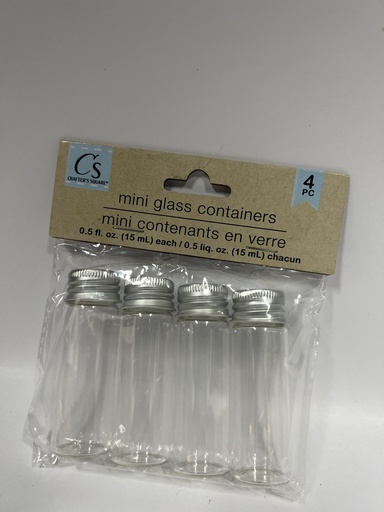 Cs
CRAFTER'S SQUARE
4
PC
mini glass containers
mini contenants en verre
0.5 fl. oz. (15 mL) each / 0.5 liq. oz. (15 mL) chacun